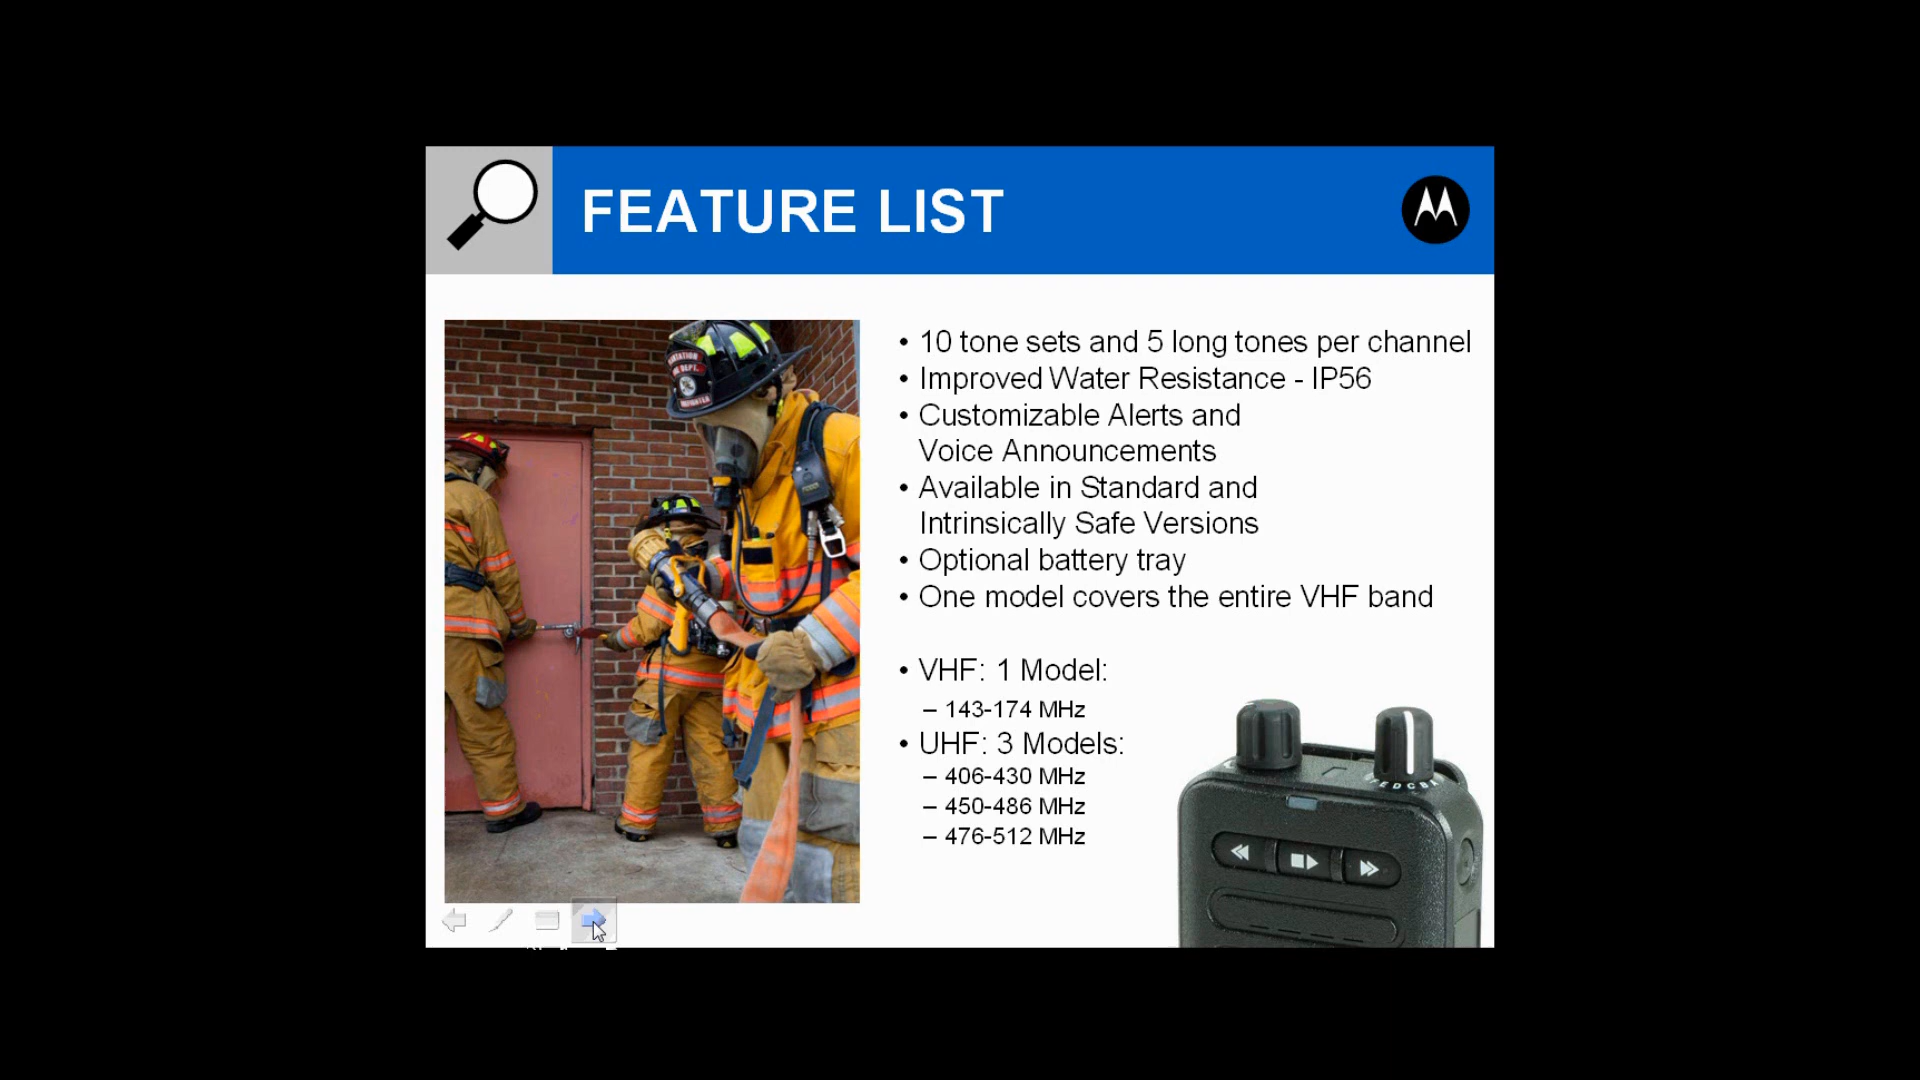 FEATURE LIST
• 10 tone sets and 5 long tones per channel
• Improved Water Resistance - IP56
• Customizable Alerts and
Voice Announcements
• Available in Standard and
Intrinsically Safe Versions
• Optional battery tray
• One model covers the entire VHF band
• VHF: 1 Model:
– 143-174 MHz
• UHF: 3 Models:
– 406-430 MHz
– 450-486 MHz
– 476-512 MHz